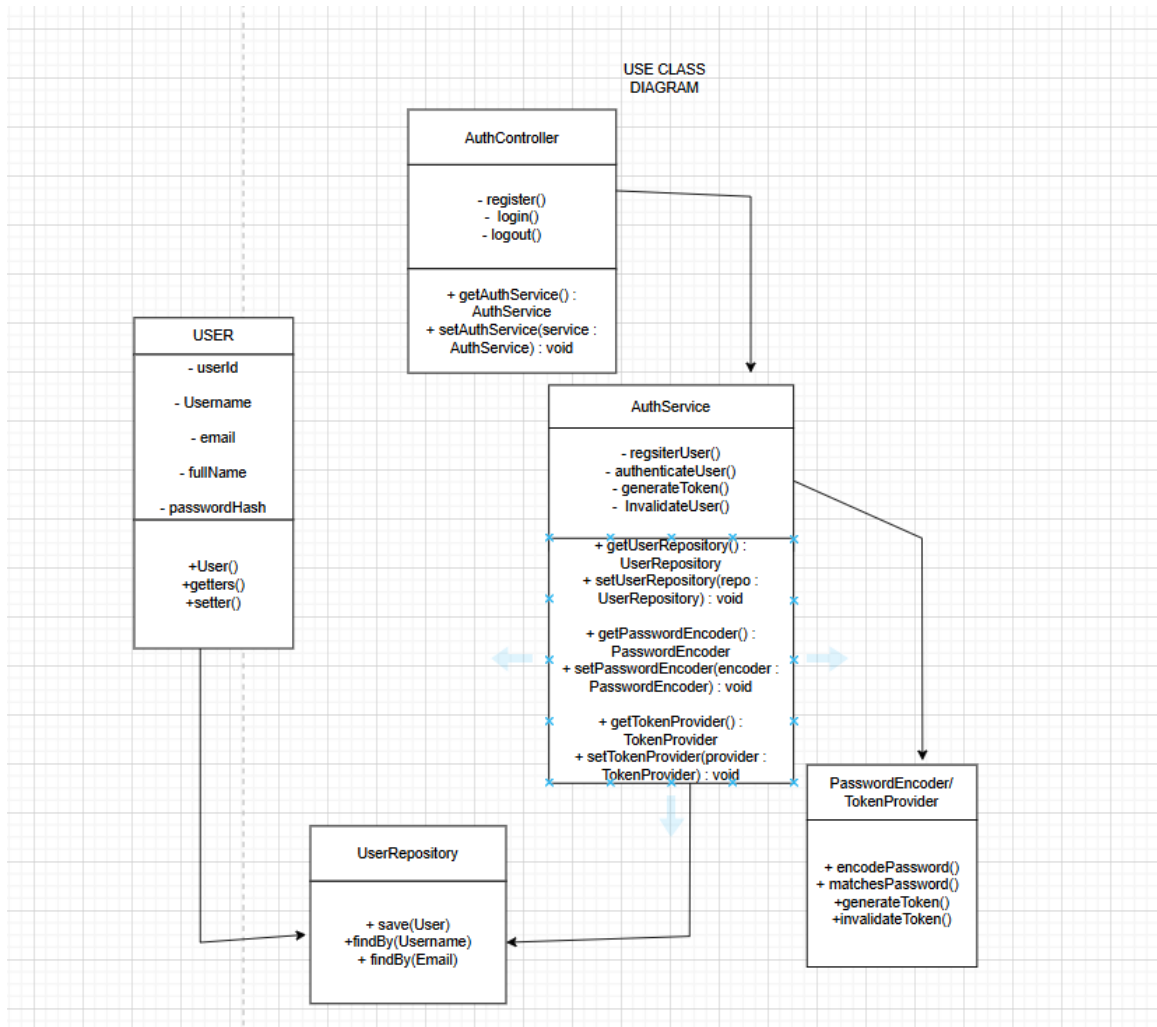 USE CLASS
DIAGRAM
AuthController
- register()
- login()
- logout()
+ getAuthService() :
AuthService
+ setAuthService(service :
AuthService) : void
USER
- userId
- Username
- email
- fullName
- passwordHash
+User()
+getters()
+setter()
AuthService
- regsiterUser()
- authenticateUser()
- generateToken()
- InvalidateUser()
+ getUserRepository() :
UserRepository
+ setUserRepository(repo :
UserRepository) : void
+ getPasswordEncoder() :
PasswordEncoder
+ setPasswordEncoder(encoder :
PasswordEncoder) : void
+ getTokenProvider() :
TokenProvider
+ setTokenProvider(provider :
TokenProvider) : void
PasswordEncoder/
TokenProvider
+ encodePassword()
+ matchesPassword()
+generateToken()
+invalidateToken()
UserRepository
+ save(User)
+findBy(Username)
+ findBy(Email)